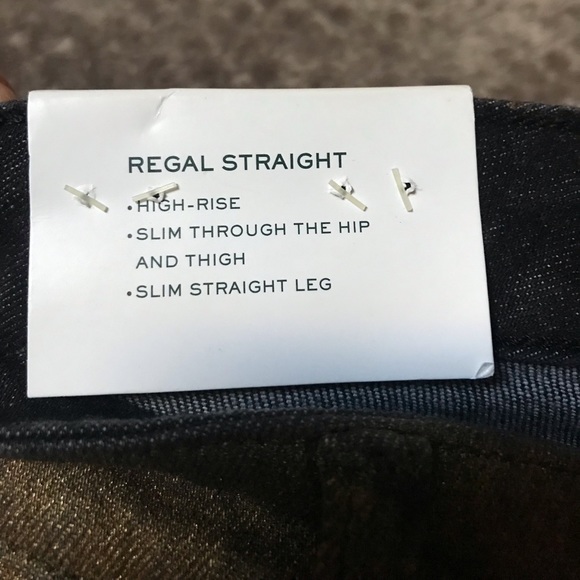 REGAL STRAIGHT
•HIGH-RISE
•SLIM THROUGH THE HIP
AND THIGH
•SLIM STRAIGHT LEG